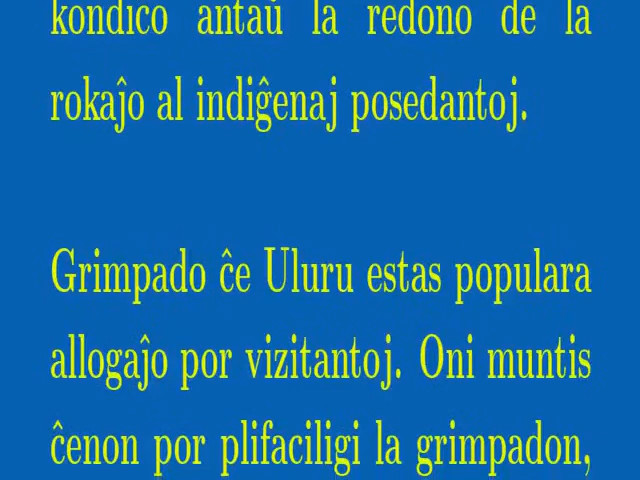 kondiĉo antaŭ la redono de la
rokaĵo al indiĝenaj posedantoj.
Grimpado ĉe Uluru estas populara
allogaĵo por vizitantoj. Oni muntis
ĉenon por plifaciligi la grimpadon,